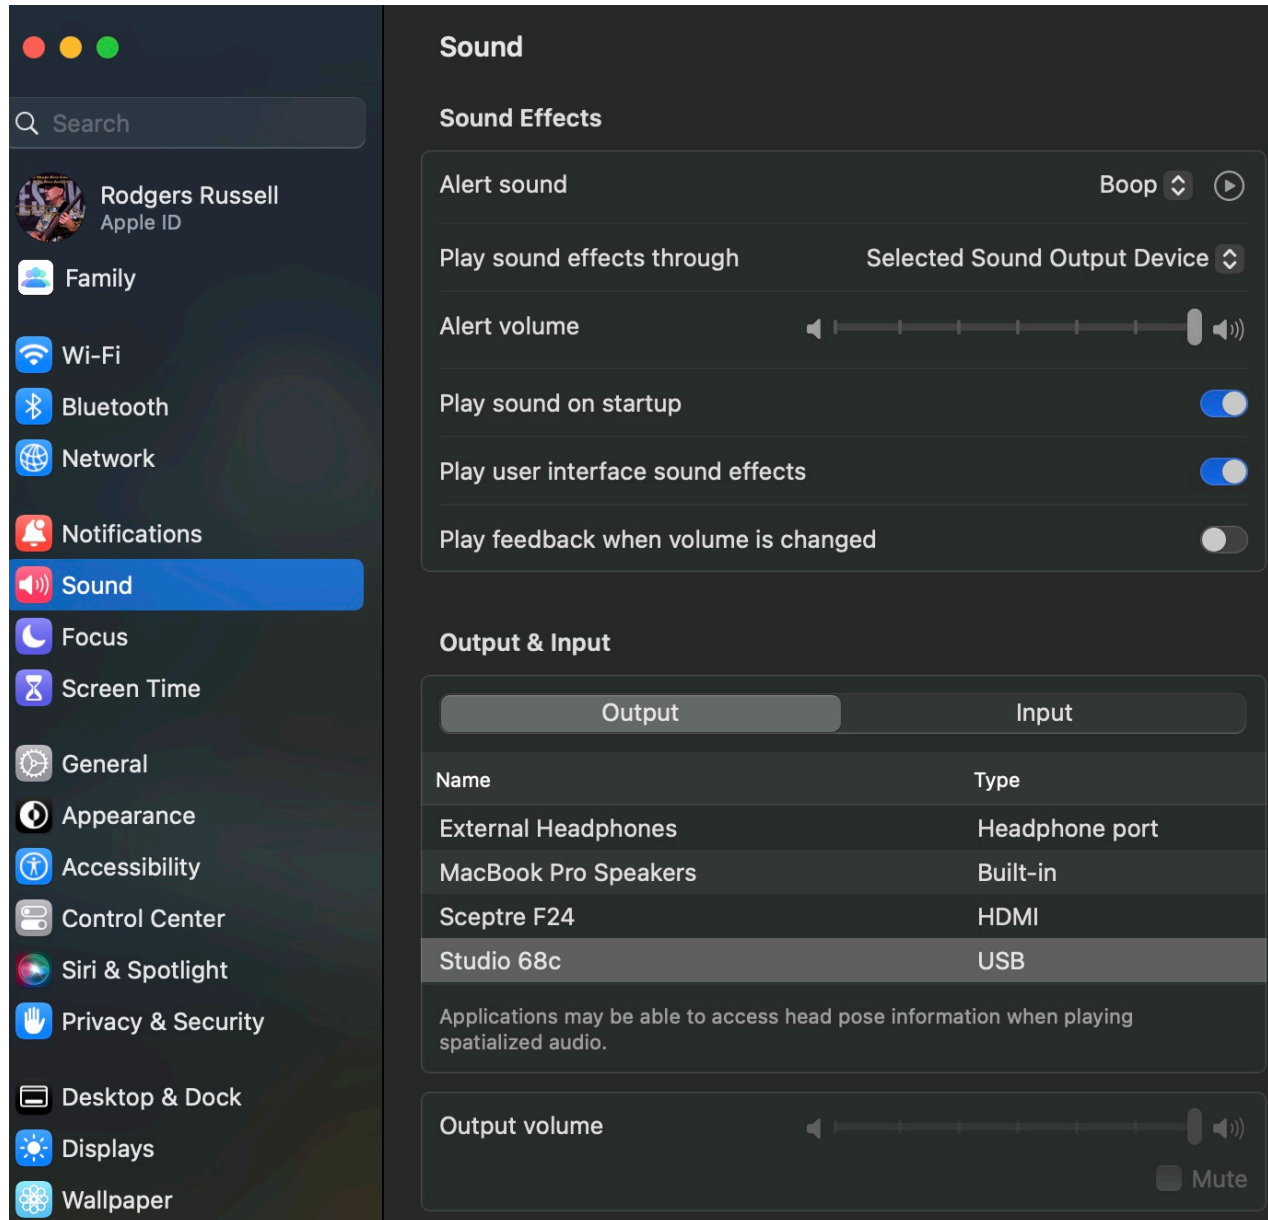 Search
Rodgers Russell
Apple ID
Family
Wi-Fi
Bluetooth
Network
Notifications
Sound
Focus
Screen Time
General
Appearance
Accessibility
Control Center
Siri & Spotlight
Privacy & Security
Desktop & Dock
Displays
Wallpaper
Sound
Sound Effects
Alert sound Boop
Play sound effects through Selected Sound Output Device
Alert volume
Play sound on startup
Play user interface sound effects
Play feedback when volume is changed
Output & Input
Output Input
Name Type
External Headphones Headphone port
MacBook Pro Speakers Built-in
Sceptre F24 HDMI
Studio 68c USB
Applications may be able to access head pose information when playing
spatialized audio.
Output volume
Mute